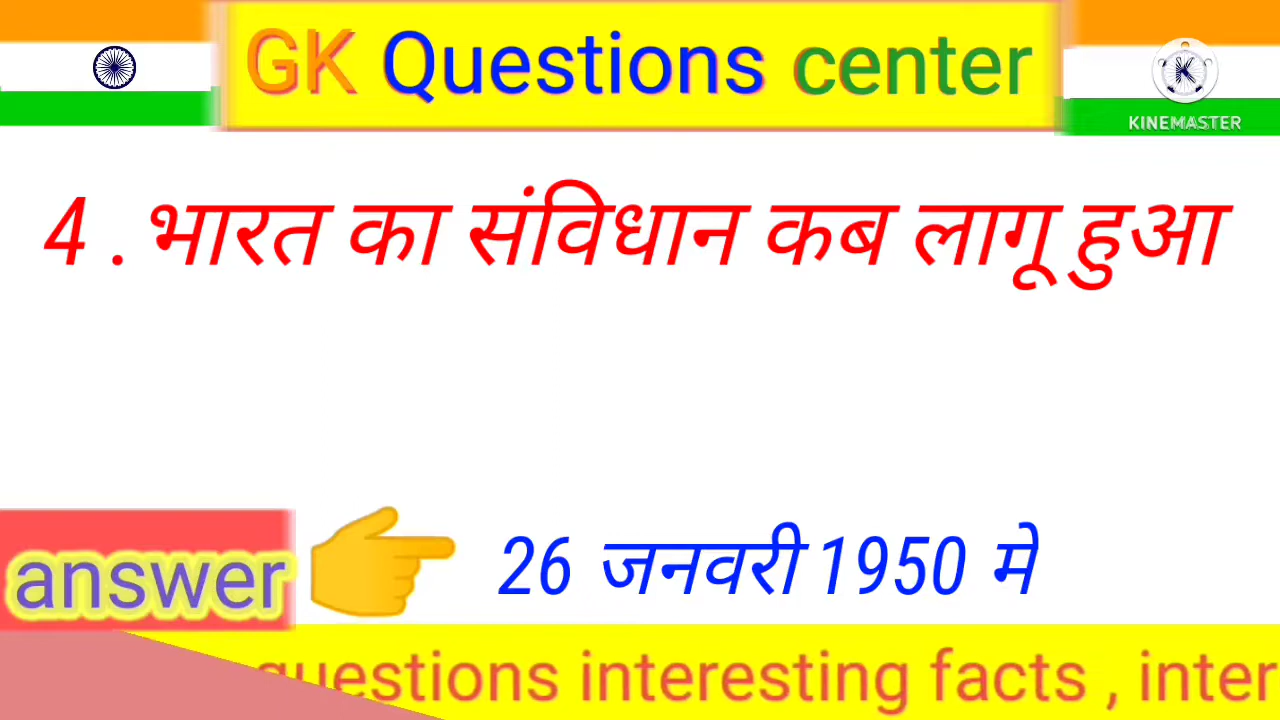 GK Questions center
KINEMASTER
4 . भारत का संविधान कब लागू हुआ
answer
26 जनवरी 1950 मे
questions interesting facts , inter